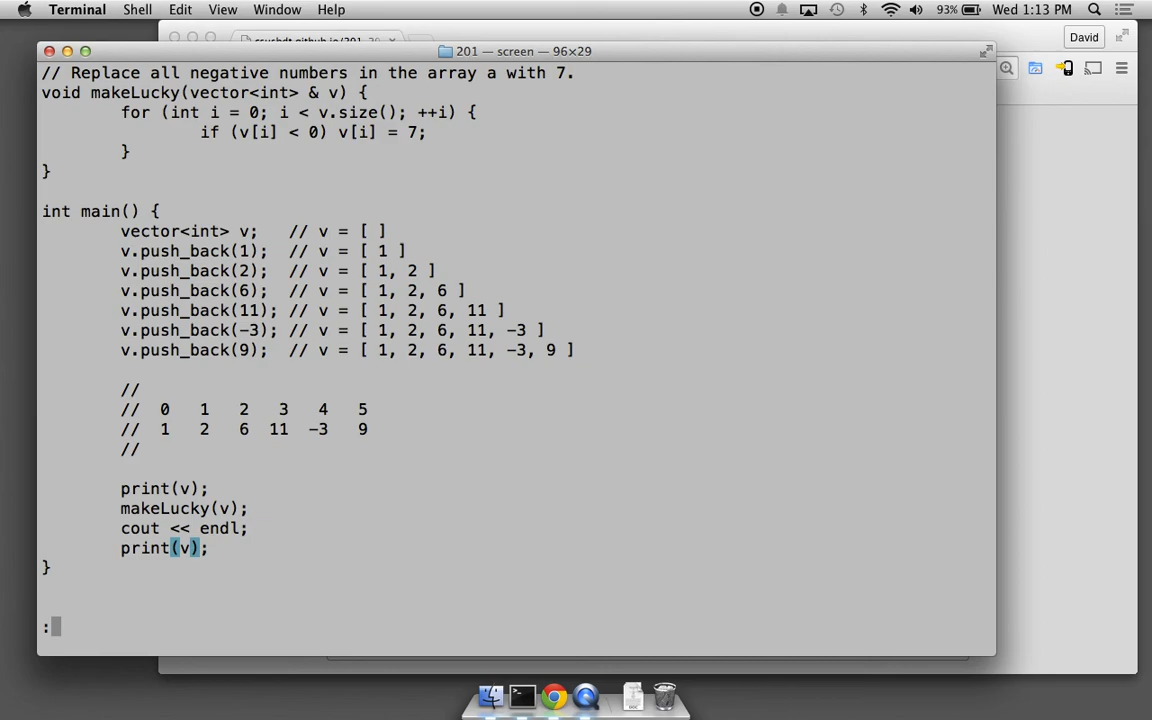 Terminal Shell Edit View Window Help 93% Wed 1:13 PM
David
201 — screen — 96×29
// Replace all negative numbers in the array a with 7.
void makeLucky(vector<int> & v) {
for (int i = 0; i < v.size(); ++i) {
if (v[i] < 0) v[i] = 7;
}
}
int main() {
vector<int> v; // v = [ ]
v.push_back(1); // v = [ 1 ]
v.push_back(2); // v = [ 1, 2 ]
v.push_back(6); // v = [ 1, 2, 6 ]
v.push_back(11); // v = [ 1, 2, 6, 11 ]
v.push_back(-3); // v = [ 1, 2, 6, 11, -3 ]
v.push_back(9); // v = [ 1, 2, 6, 11, -3, 9 ]
//
// 0 1 2 3 4 5
// 1 2 6 11 -3 9
//
print(v);
makeLucky(v);
cout << endl;
print(v);
}
: